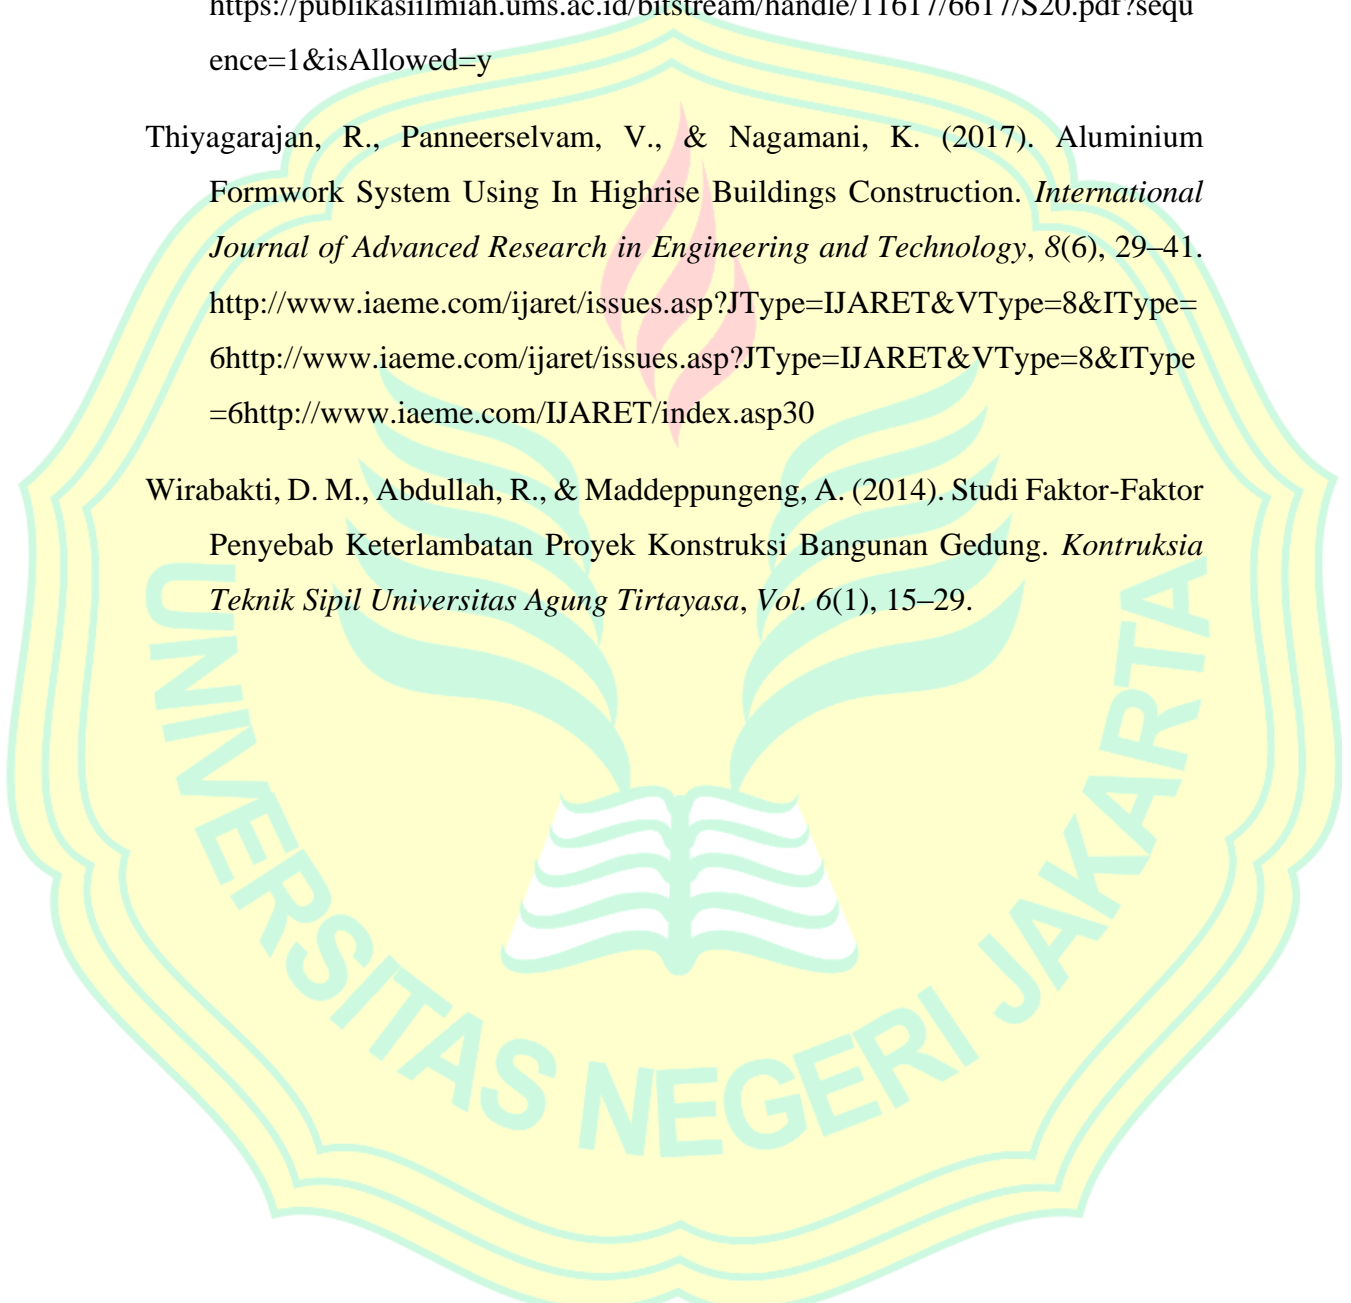 https://publikasiilmiah.ums.ac.id/bitstream/handle/11617/6617/S20.pdf?sequ
ence=1&isAllowed=y
Thiyagarajan, R., Panneerselvam, V., & Nagamani, K. (2017). Aluminium
Formwork System Using In Highrise Buildings Construction. International
Journal of Advanced Research in Engineering and Technology, 8(6), 29–41.
http://www.iaeme.com/ijaret/issues.asp?JType=IJARET&VType=8&IType=
6http://www.iaeme.com/ijaret/issues.asp?JType=IJARET&VType=8&IType
=6http://www.iaeme.com/IJARET/index.asp30
Wirabakti, D. M., Abdullah, R., & Maddeppungeng, A. (2014). Studi Faktor-Faktor
Penyebab Keterlambatan Proyek Konstruksi Bangunan Gedung. Kontruksia
Teknik Sipil Universitas Agung Tirtayasa, Vol. 6(1), 15–29.
UNIVERSITAS NEGERI JAKARTA